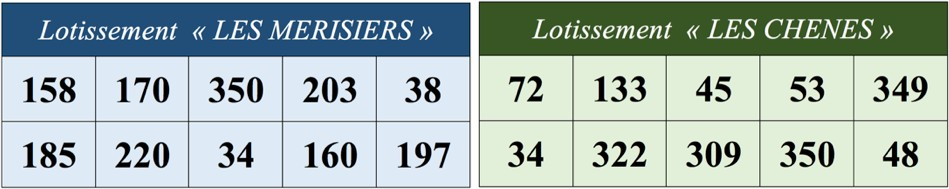 Lotissement « LES MERISIERS »
158 170 350 203 38
185 220 34 160 197
Lotissement « LES CHENES »
72 133 45 53 349
34 322 309 350 48